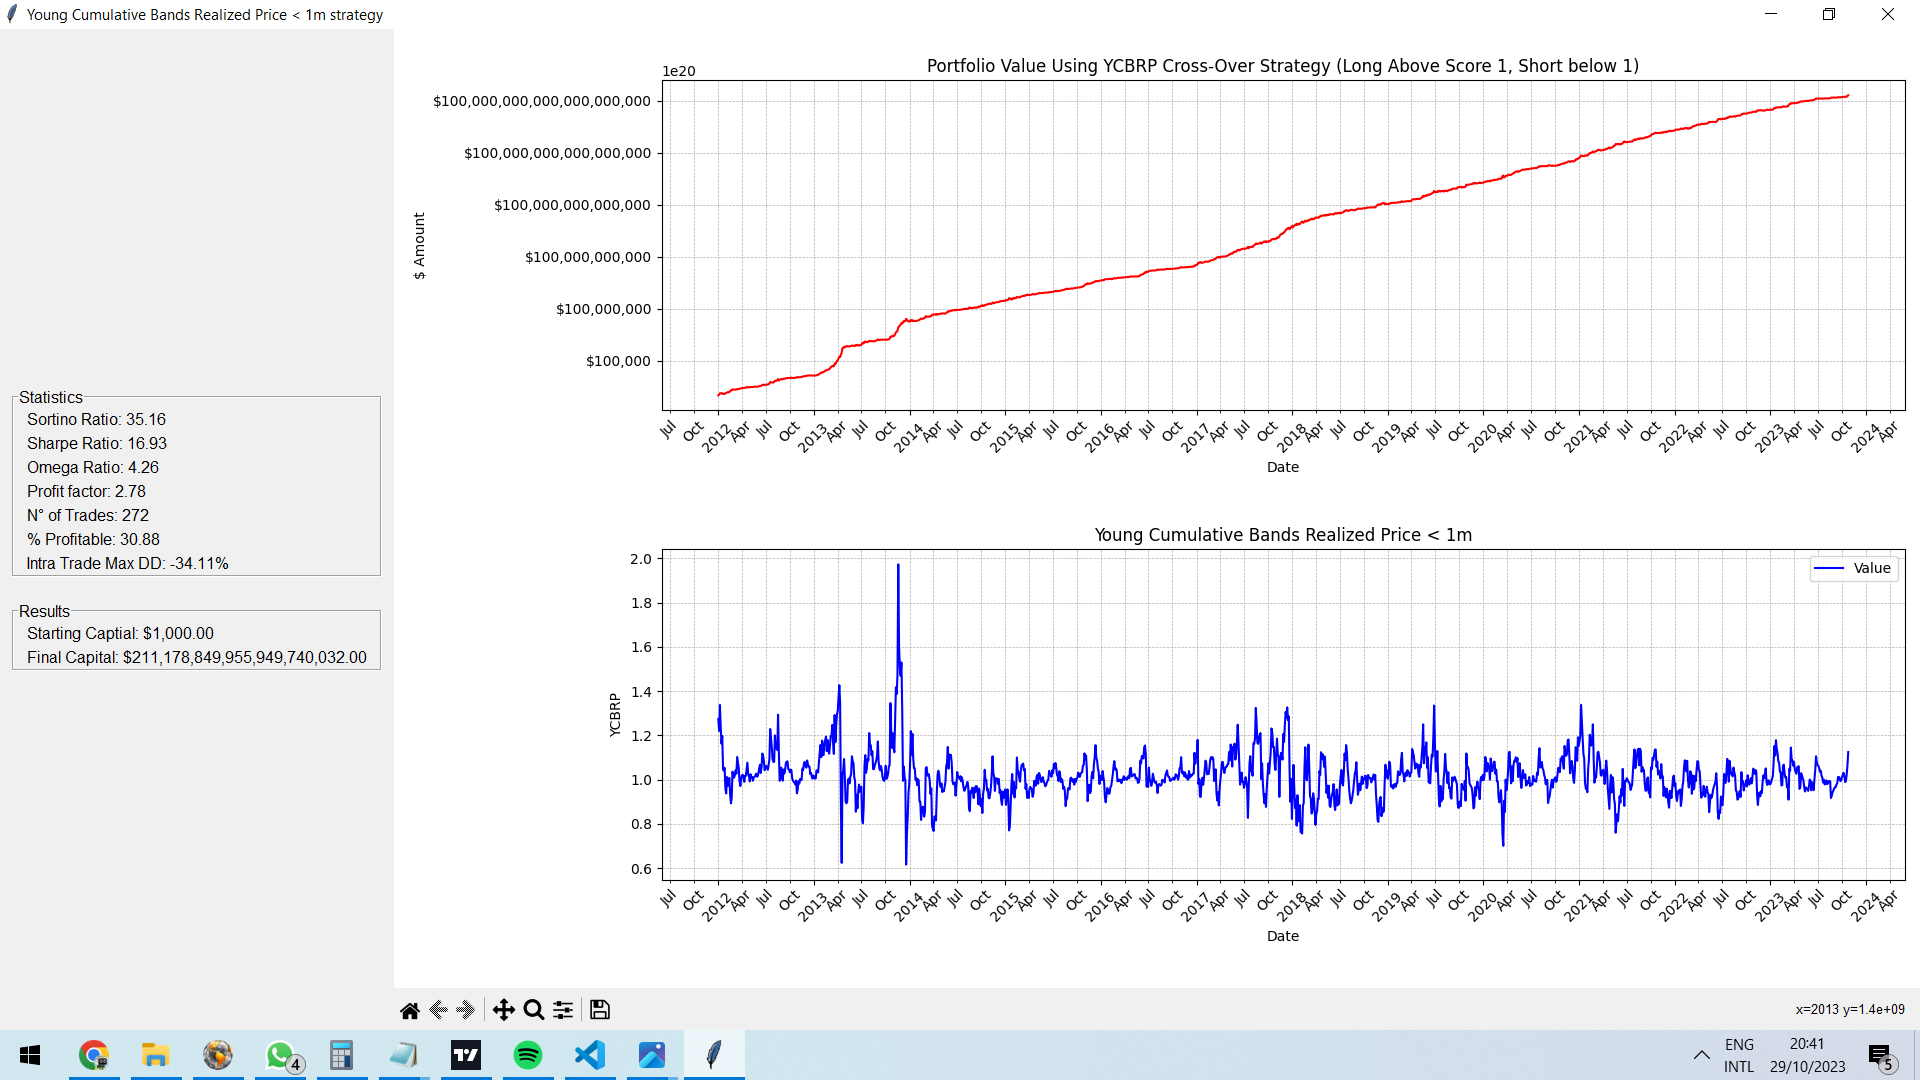 Young Cumulative Bands Realized Price < 1m strategy
Statistics
Sortino Ratio: 35.16
Sharpe Ratio: 16.93
Omega Ratio: 4.26
Profit factor: 2.78
N° of Trades: 272
% Profitable: 30.88
Intra Trade Max DD: -34.11%
Results
Starting Captial: $1,000.00
Final Capital: $211,178,849,955,949,740,032.00
Portfolio Value Using YCBRP Cross-Over Strategy (Long Above Score 1, Short below 1)
1e20
$100,000,000,000,000,000,000
$100,000,000,000,000,000
$100,000,000,000,000
$100,000,000,000
$100,000,000
$100,000
$ Amount
Jul Oct 2012 Apr Jul Oct 2013 Apr Jul Oct 2014 Apr Jul Oct 2015 Apr Jul Oct 2016 Apr Jul Oct 2017 Apr Jul Oct 2018 Apr Jul Oct 2019 Apr Jul Oct 2020 Apr Jul Oct 2021 Apr Jul Oct 2022 Apr Jul Oct 2023 Apr Jul Oct 2024 Apr
Date
Young Cumulative Bands Realized Price < 1m
Value
2.0
1.8
1.6
1.4
1.2
1.0
0.8
0.6
YCBRP
Jul Oct 2012 Apr Jul Oct 2013 Apr Jul Oct 2014 Apr Jul Oct 2015 Apr Jul Oct 2016 Apr Jul Oct 2017 Apr Jul Oct 2018 Apr Jul Oct 2019 Apr Jul Oct 2020 Apr Jul Oct 2021 Apr Jul Oct 2022 Apr Jul Oct 2023 Apr Jul Oct 2024 Apr
Date
x=2013 y=1.4e+09
4
ENG
INTL
20:41
29/10/2023
5